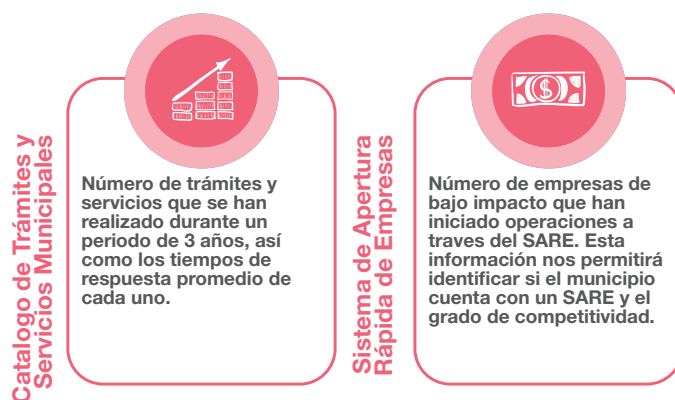 Catalogo de Trámites y
Servicios Municipales
Número de trámites y
servicios que se han
realizado durante un
periodo de 3 años, así
como los tiempos de
respuesta promedio de
cada uno.
Sistema de Apertura
Rápida de Empresas
$
Número de empresas de
bajo impacto que han
iniciado operaciones a
traves del SARE. Esta
información nos permitirá
identificar si el municipio
cuenta con un SARE y el
grado de competitividad.